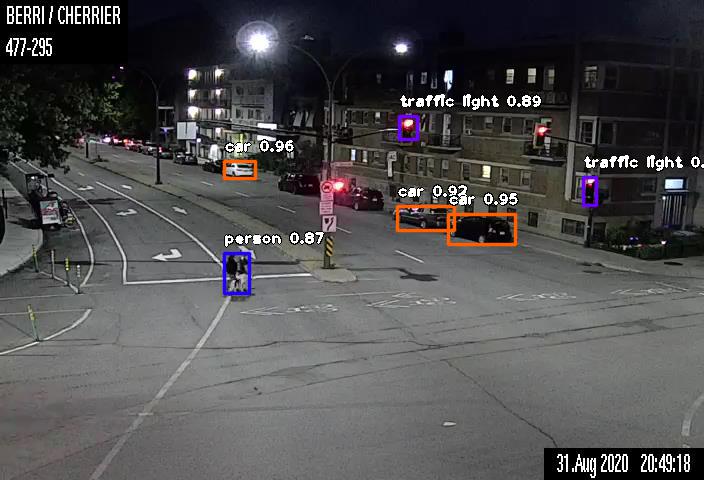 BERRI / CHERRIER
477-295
traffic light 0.89
car 0.96
traffic light 0.
car 0.92
car 0.95
person 0.87
31.Aug 2020 20:49:18